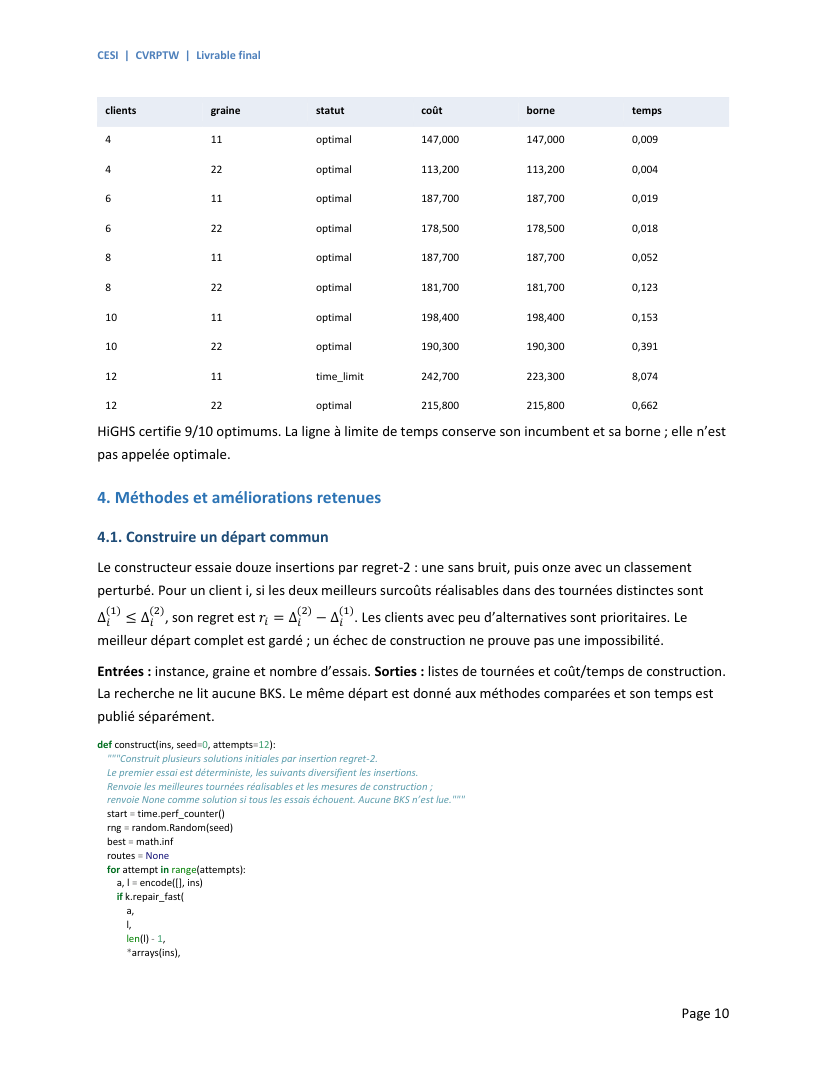 CESI | CVRPTW | Livrable final
clients graine statut coût borne temps
4 11 optimal 147,000 147,000 0,009
4 22 optimal 113,200 113,200 0,004
6 11 optimal 187,700 187,700 0,019
6 22 optimal 178,500 178,500 0,018
8 11 optimal 187,700 187,700 0,052
8 22 optimal 181,700 181,700 0,123
10 11 optimal 198,400 198,400 0,153
10 22 optimal 190,300 190,300 0,391
12 11 time_limit 242,700 223,300 8,074
12 22 optimal 215,800 215,800 0,662
HiGHS certifie 9/10 optimums. La ligne à limite de temps conserve son incumbent et sa borne ; elle n’est
pas appelée optimale.
4. Méthodes et améliorations retenues
4.1. Construire un départ commun
Le constructeur essaie douze insertions par regret-2 : une sans bruit, puis onze avec un classement
perturbé. Pour un client i, si les deux meilleurs surcoûts réalisables dans des tournées distinctes sont
Δ_i^(1) ≤ Δ_i^(2), son regret est r_i = Δ_i^(2) − Δ_i^(1). Les clients avec peu d’alternatives sont prioritaires. Le
meilleur départ complet est gardé ; un échec de construction ne prouve pas une impossibilité.
Entrées : instance, graine et nombre d’essais. Sorties : listes de tournées et coût/temps de construction.
La recherche ne lit aucune BKS. Le même départ est donné aux méthodes comparées et son temps est
publié séparément.
def construct(ins, seed=0, attempts=12):
"""Construit plusieurs solutions initiales par insertion regret-2.
Le premier essai est déterministe, les suivants diversifient les insertions.
Renvoie les meilleures tournées réalisables et les mesures de construction ;
renvoie None comme solution si tous les essais échouent. Aucune BKS n’est lue."""
start = time.perf_counter()
rng = random.Random(seed)
best = math.inf
routes = None
for attempt in range(attempts):
a, l = encode([], ins)
if k.repair_fast(
a,
l,
len(l) - 1,
*arrays(ins),
Page 10